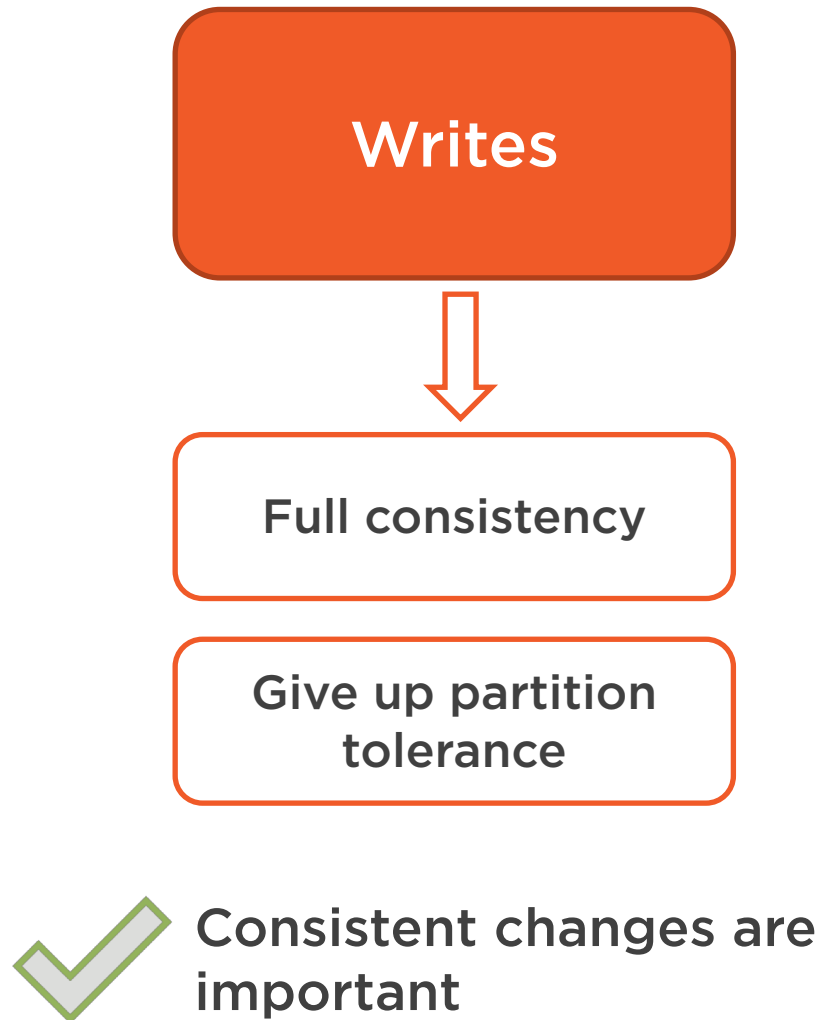 Writes
Full consistency
Give up partition
tolerance
Consistent changes are
important